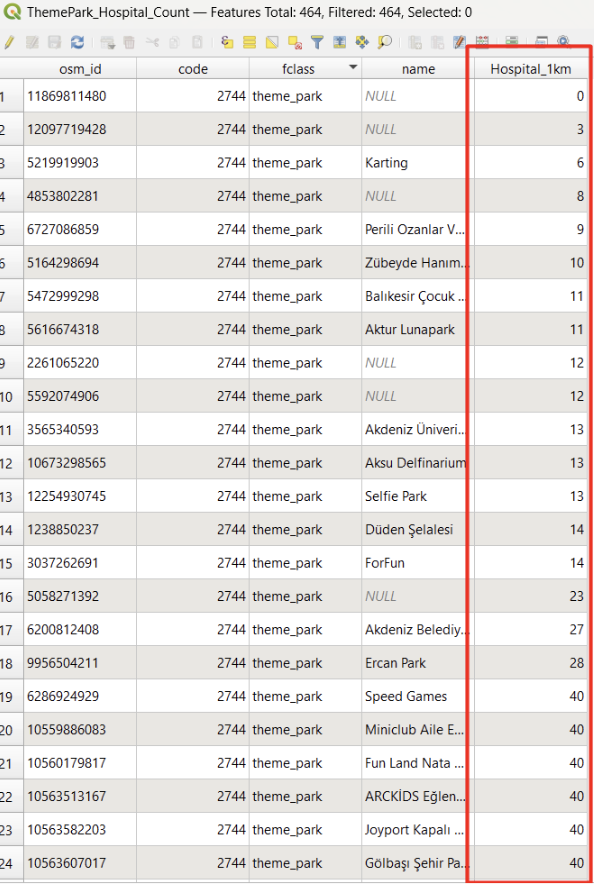 ThemePark_Hospital_Count — Features Total: 464, Filtered: 464, Selected: 0
osm_id code fclass name Hospital_1km
1 11869811480 2744 theme_park NULL 0
2 12097719428 2744 theme_park NULL 3
3 5219919903 2744 theme_park Karting 6
4 4853802281 2744 theme_park NULL 8
5 6727086859 2744 theme_park Perili Ozanlar V... 9
6 5164298694 2744 theme_park Zübeyde Hanım... 10
7 5472999298 2744 theme_park Balıkesir Çocuk ... 11
8 5616674318 2744 theme_park Aktur Lunapark 11
9 2261065220 2744 theme_park NULL 12
10 5592074906 2744 theme_park NULL 12
11 3565340593 2744 theme_park Akdeniz Üniveri... 13
12 10673298565 2744 theme_park Aksu Delfinarium 13
13 12254930745 2744 theme_park Selfie Park 13
14 1238850237 2744 theme_park Düden Şelalesi 14
15 3037262691 2744 theme_park ForFun 14
16 5058271392 2744 theme_park NULL 23
17 6200812408 2744 theme_park Akdeniz Belediy... 27
18 9956504211 2744 theme_park Ercan Park 28
19 6286924929 2744 theme_park Speed Games 40
20 10559886083 2744 theme_park Miniclub Aile E... 40
21 10560179817 2744 theme_park Fun Land Nata ... 40
22 10563513167 2744 theme_park ARCKİDS Eğlen... 40
23 10563582203 2744 theme_park Joyport Kapalı ... 40
24 10563607017 2744 theme_park Gölbaşı Şehir Pa... 40